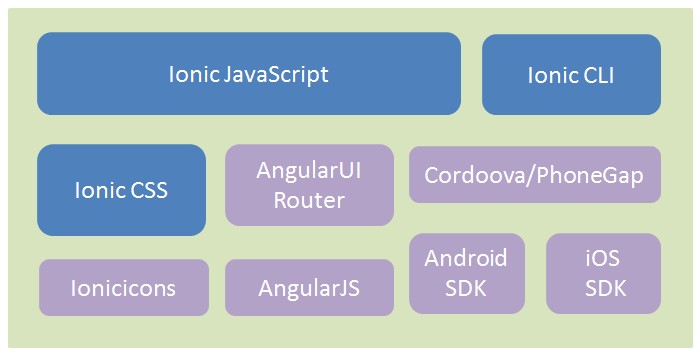 Ionic JavaScript
Ionic CLI
Ionic CSS
AngularUI
Router
Cordoova/PhoneGap
Ionicicons
AngularJS
Android
SDK
iOS
SDK